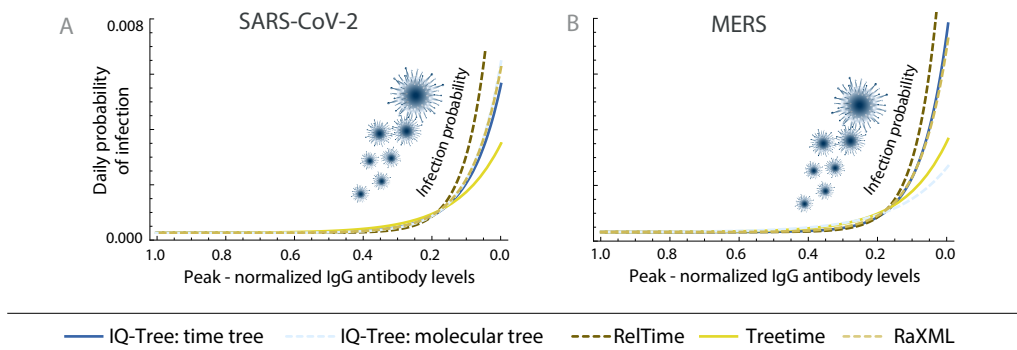 A
SARS-CoV-2
B
MERS
0.008
0.000
Daily probability
of infection
Infection probability
Infection probability
1.0 0.8 0.6 0.4 0.2 0.0
1.0 0.8 0.6 0.4 0.2 0.0
Peak - normalized IgG antibody levels
Peak - normalized IgG antibody levels
IQ-Tree: time tree IQ-Tree: molecular tree RelTime Treetime RaXML